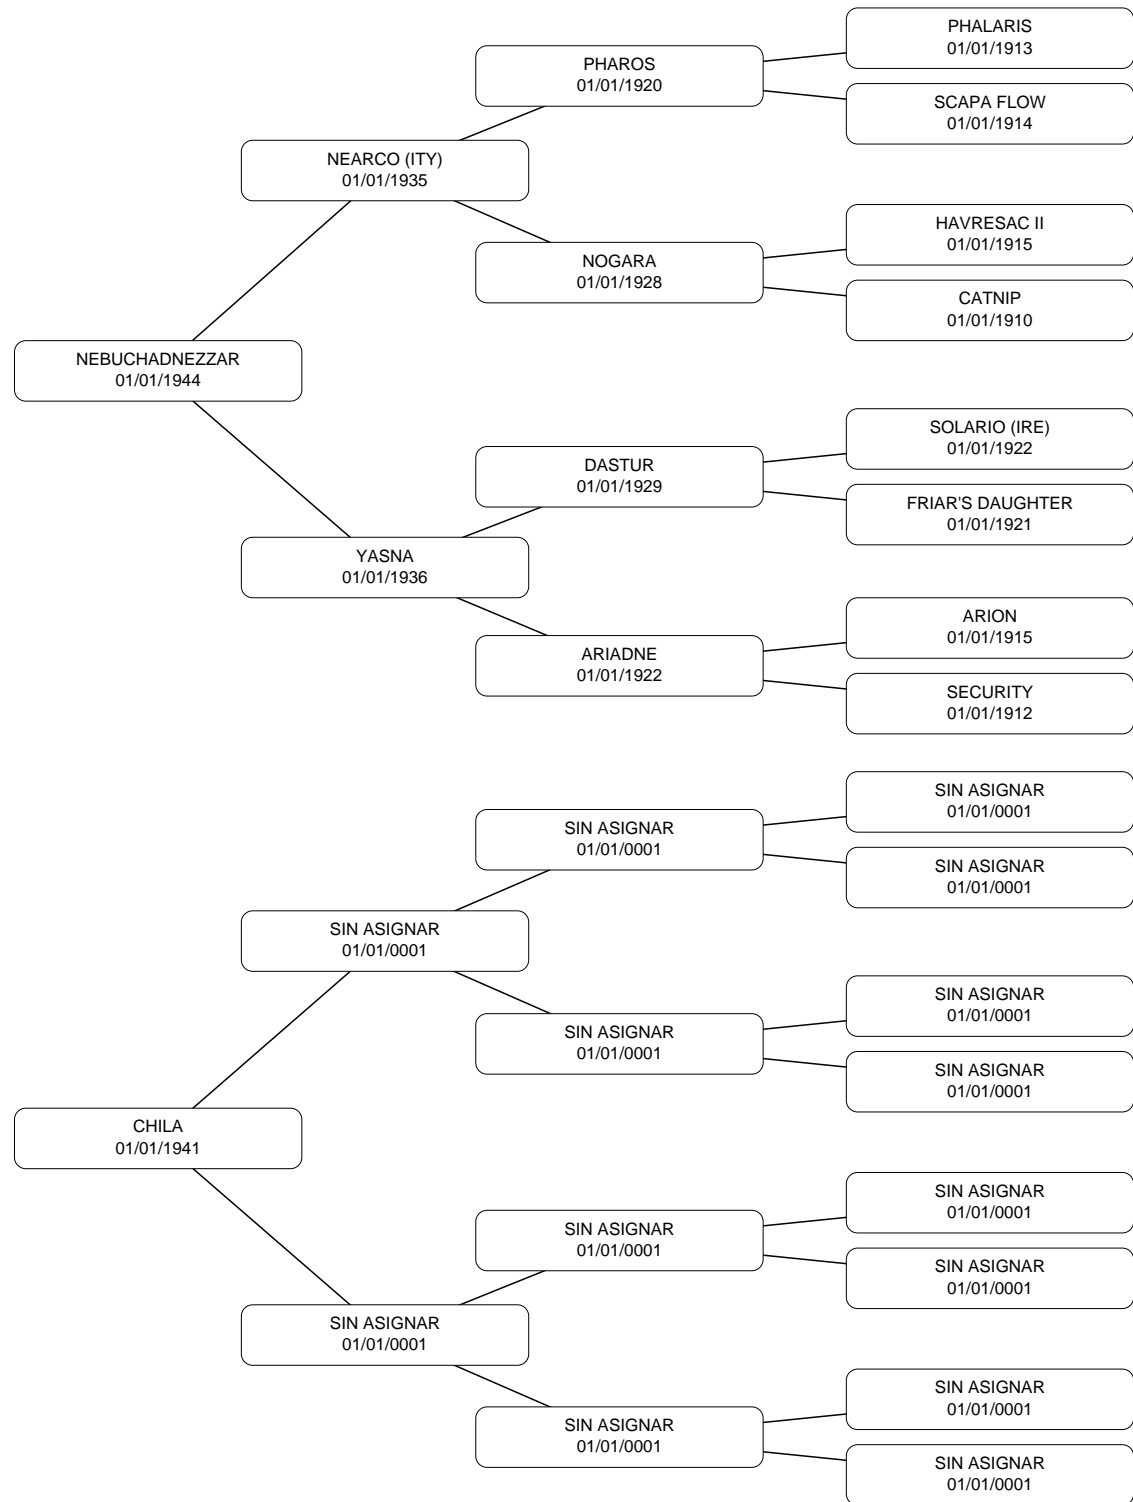 PHALARIS
01/01/1913
PHAROS
01/01/1920
SCAPA FLOW
01/01/1914
NEARCO (ITY)
01/01/1935
HAVRESAC II
01/01/1915
NOGARA
01/01/1928
CATNIP
01/01/1910
NEBUCHADNEZZAR
01/01/1944
SOLARIO (IRE)
01/01/1922
DASTUR
01/01/1929
FRIAR'S DAUGHTER
01/01/1921
YASNA
01/01/1936
ARION
01/01/1915
ARIADNE
01/01/1922
SECURITY
01/01/1912
SIN ASIGNAR
01/01/0001
SIN ASIGNAR
01/01/0001
SIN ASIGNAR
01/01/0001
SIN ASIGNAR
01/01/0001
SIN ASIGNAR
01/01/0001
SIN ASIGNAR
01/01/0001
SIN ASIGNAR
01/01/0001
CHILA
01/01/1941
SIN ASIGNAR
01/01/0001
SIN ASIGNAR
01/01/0001
SIN ASIGNAR
01/01/0001
SIN ASIGNAR
01/01/0001
SIN ASIGNAR
01/01/0001
SIN ASIGNAR
01/01/0001
SIN ASIGNAR
01/01/0001